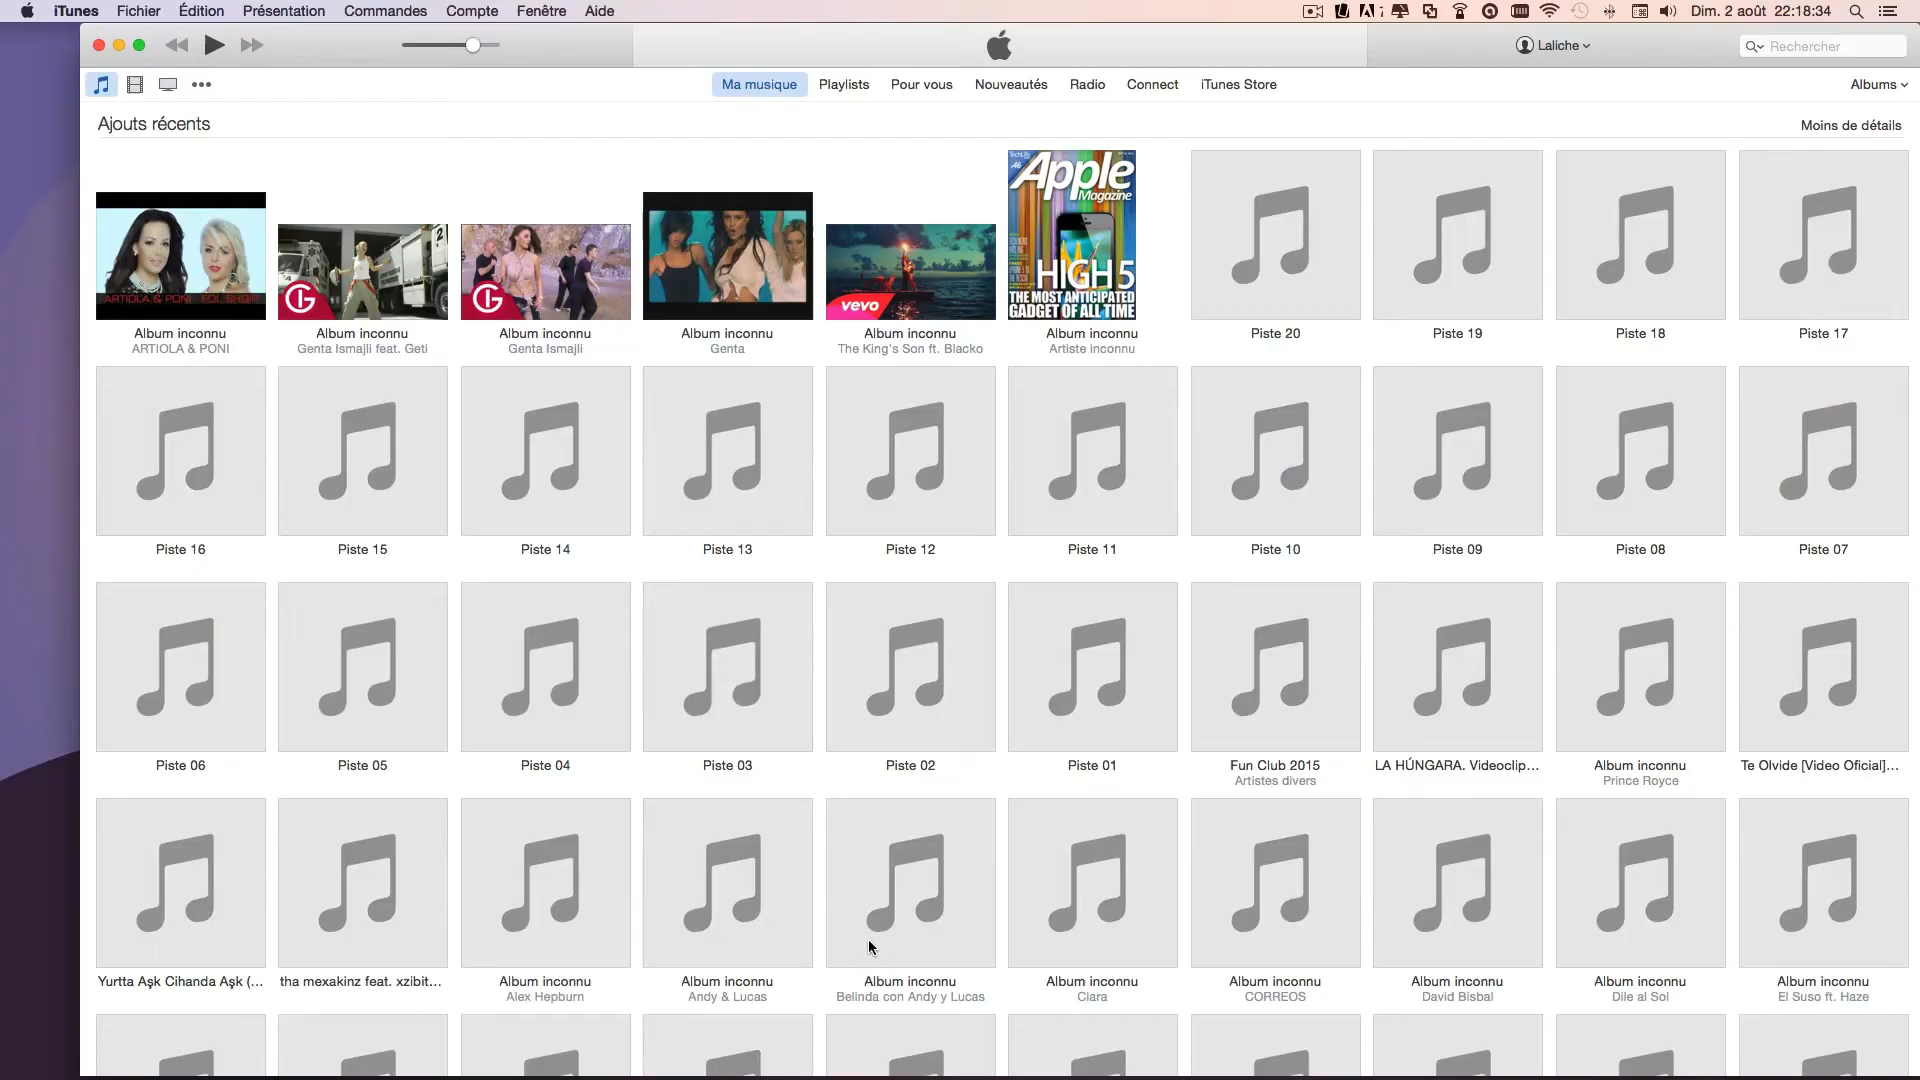 iTunes Fichier Édition Présentation Commandes Compte Fenêtre Aide
Dim. 2 août 22:18:34
Laliche
Rechercher
Ma musique Playlists Pour vous Nouveautés Radio Connect iTunes Store
Albums
Ajouts récents
Moins de détails
ARTIOLA & PONI
2
G
G
vevo
Apple
Magazine
HIGH 5
THE MOST ANTICIPATED
GADGET OF ALL TIME
Album inconnu Album inconnu Album inconnu Album inconnu Album inconnu Album inconnu Piste 20 Piste 19 Piste 18 Piste 17
ARTIOLA & PONI Genta Ismajli feat. Geti Genta Ismajli Genta The King's Son ft. Blacko Artiste inconnu
Piste 16 Piste 15 Piste 14 Piste 13 Piste 12 Piste 11 Piste 10 Piste 09 Piste 08 Piste 07
Piste 06 Piste 05 Piste 04 Piste 03 Piste 02 Piste 01 Fun Club 2015 LA HÚNGARA. Videoclip... Album inconnu Te Olvide [Video Oficial]...
Artistes divers Prince Royce
Yurtta Aşk Cihanda Aşk (... tha mexakinz feat. xzibit... Album inconnu Album inconnu Album inconnu Album inconnu Album inconnu Album inconnu Album inconnu Album inconnu
Alex Hepburn Andy & Lucas Belinda con Andy y Lucas Ciara CORREOS David Bisbal Dile al Sol El Suso ft. Haze